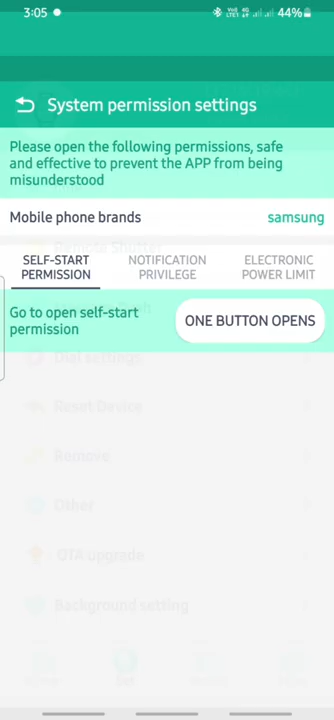 3:05 44%
System permission settings
Please open the following permissions, safe
and effective to prevent the APP from being
misunderstood
Mobile phone brands samsung
SELF-START NOTIFICATION ELECTRONIC
PERMISSION PRIVILEGE POWER LIMIT
Go to open self-start
permission
ONE BUTTON OPENS
Dial settings
Reset Device
Remove
Other
OTA upgrade
Background setting
Set